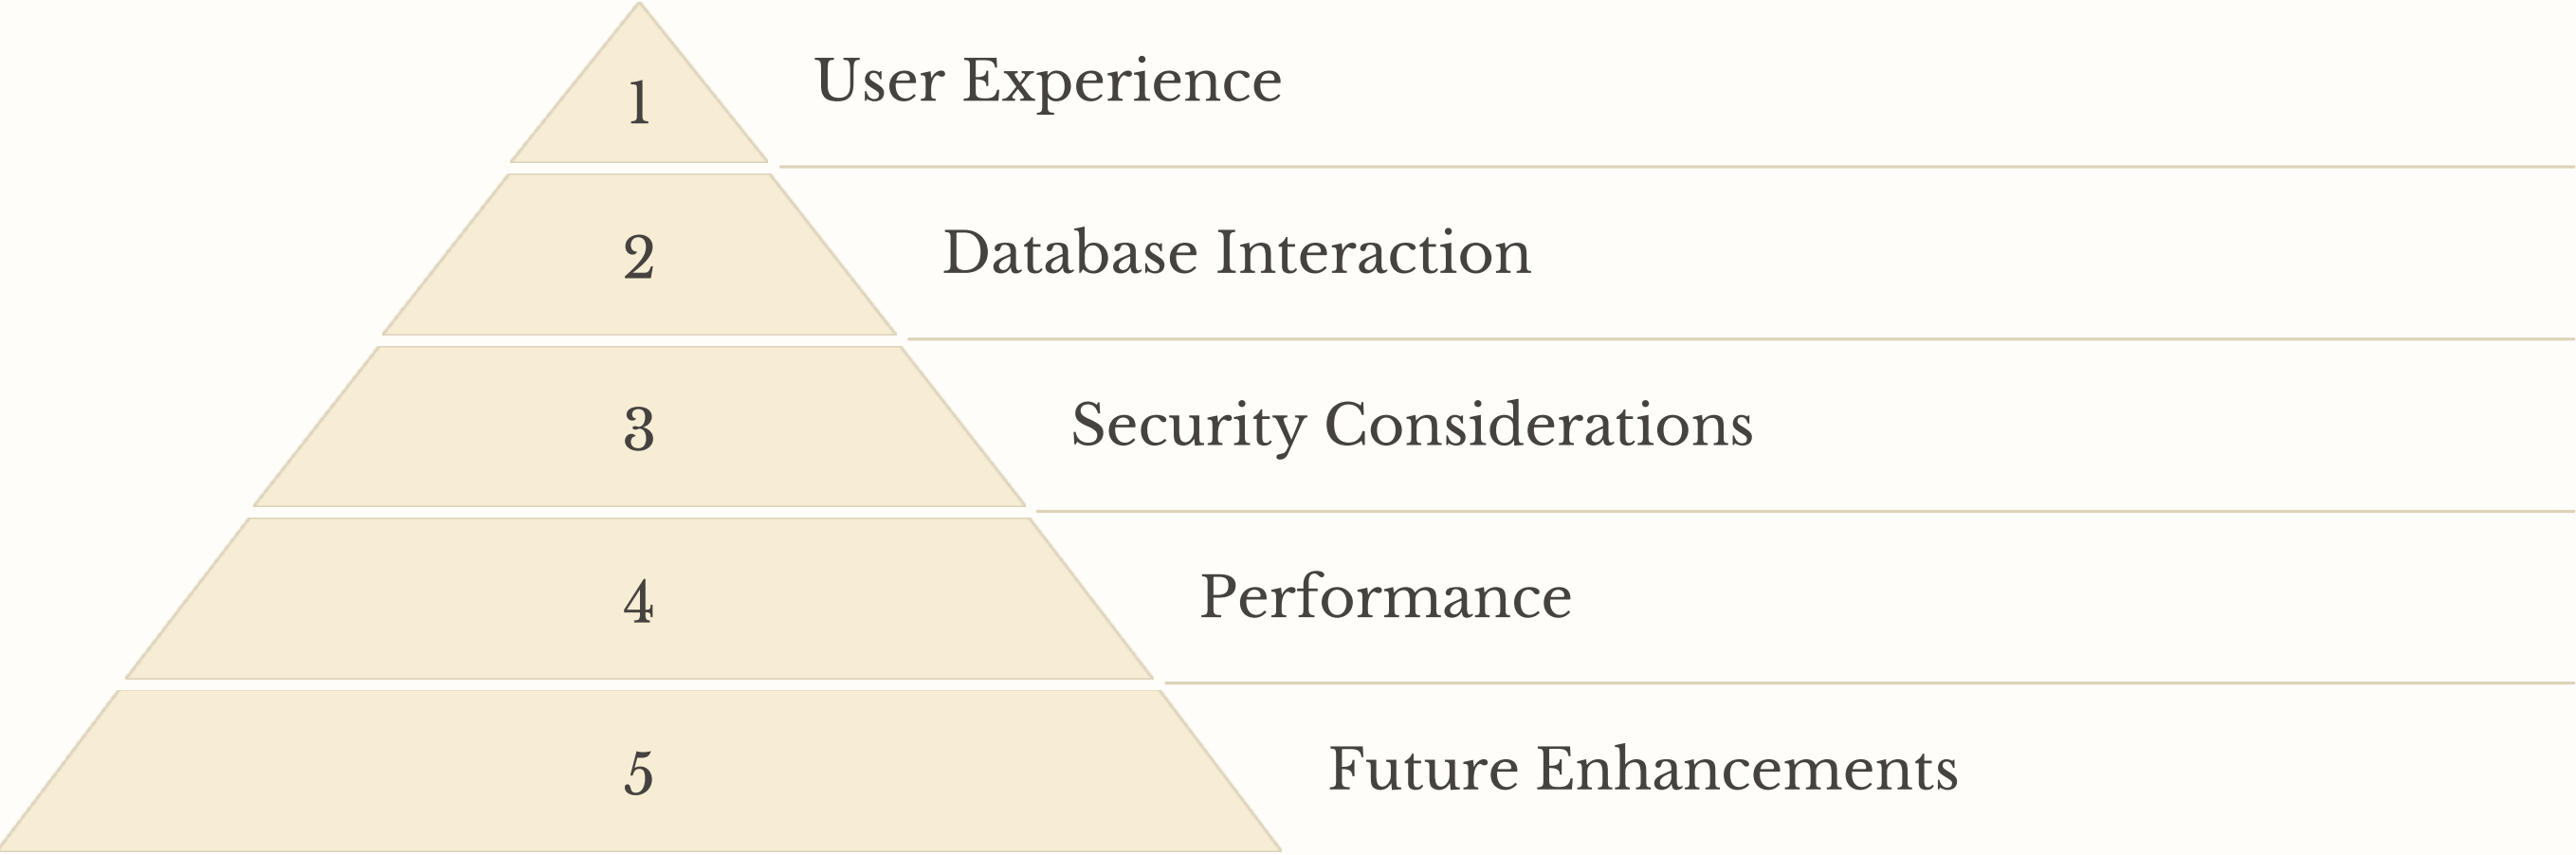 1
User Experience
2
Database Interaction
3
Security Considerations
4
Performance
5
Future Enhancements